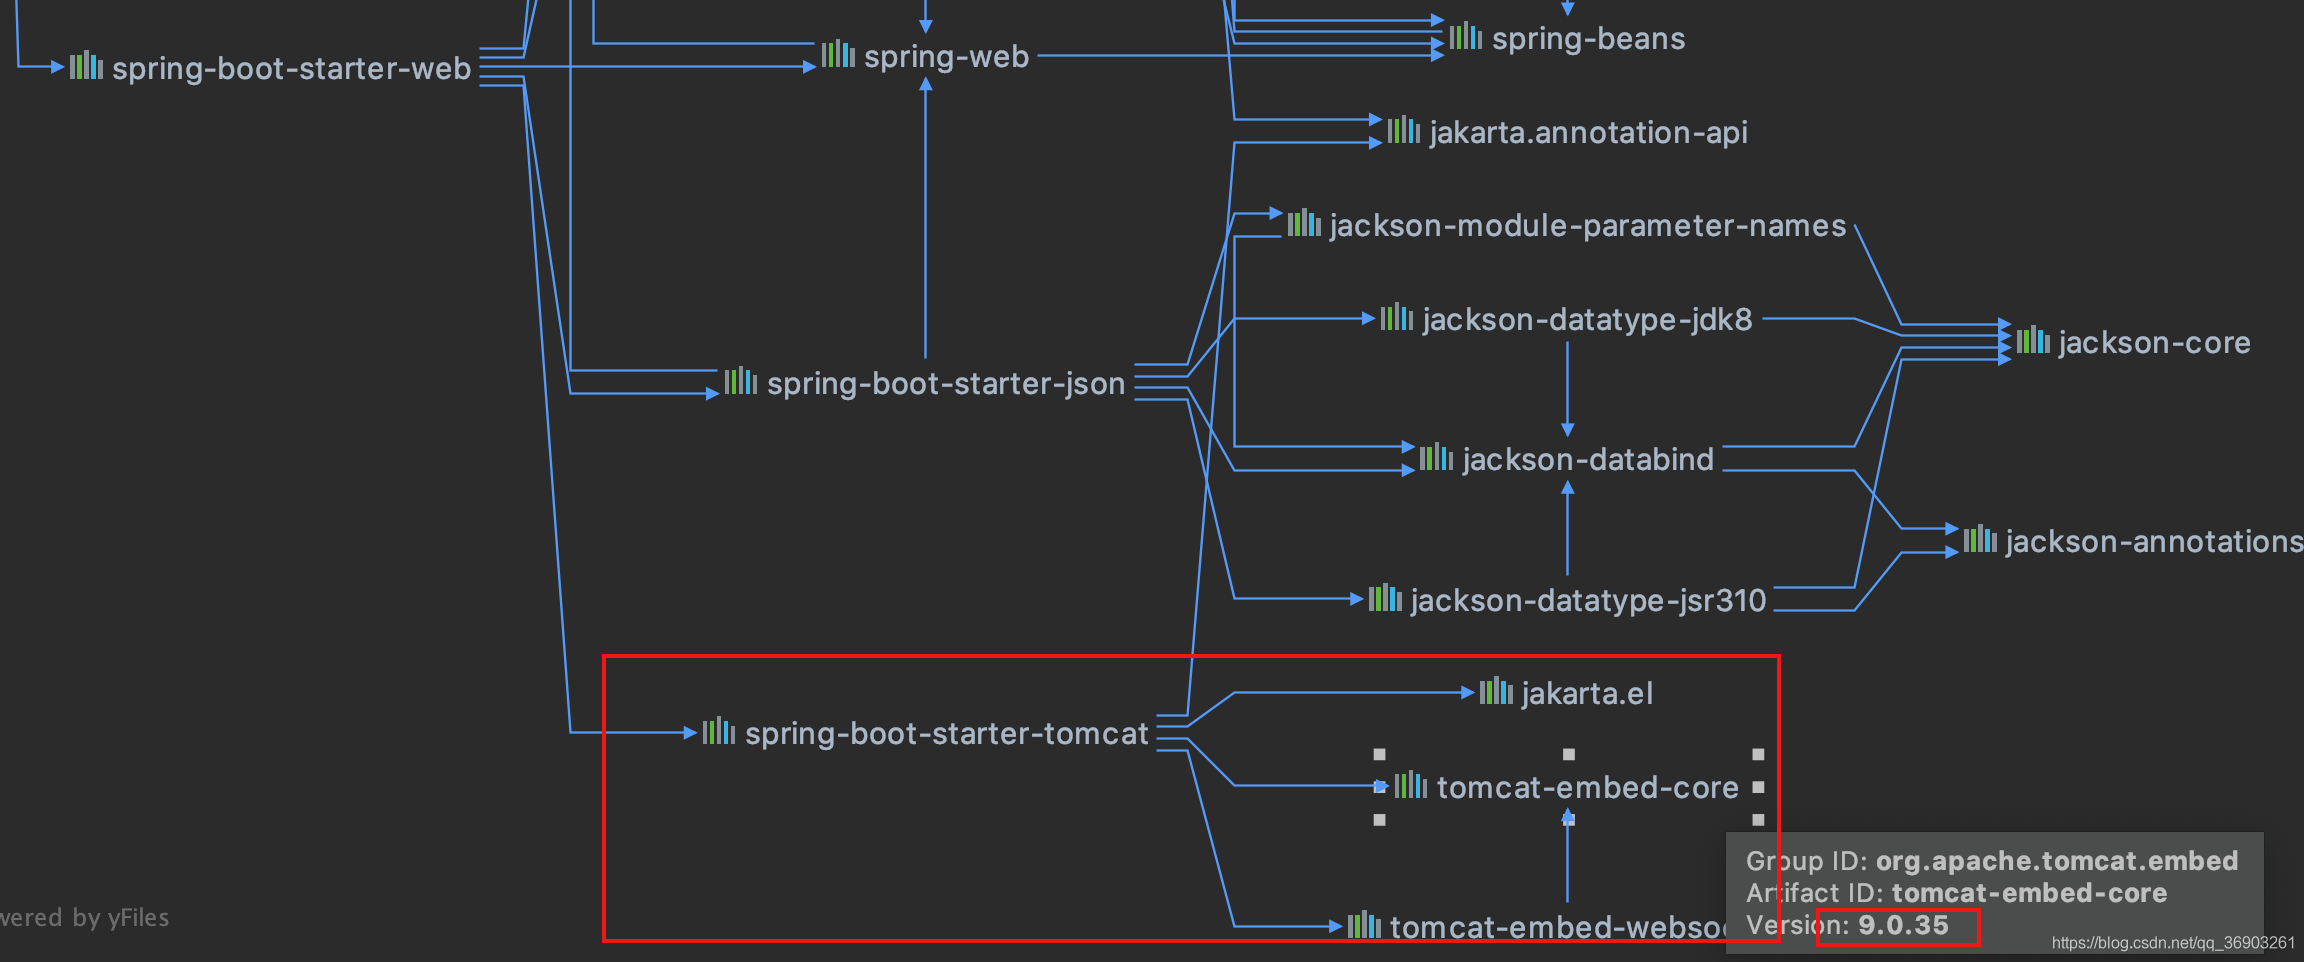 spring-boot-starter-web
spring-web
spring-beans
jakarta.annotation-api
jackson-module-parameter-names
jackson-datatype-jdk8
jackson-core
spring-boot-starter-json
jackson-databind
jackson-annotations
jackson-datatype-jsr310
jakarta.el
spring-boot-starter-tomcat
tomcat-embed-core
Group ID: org.apache.tomcat.embed
Artifact ID: tomcat-embed-core
Version: 9.0.35
tomcat-embed-webso
wered by yFiles
https://blog.csdn.net/qq_36903261